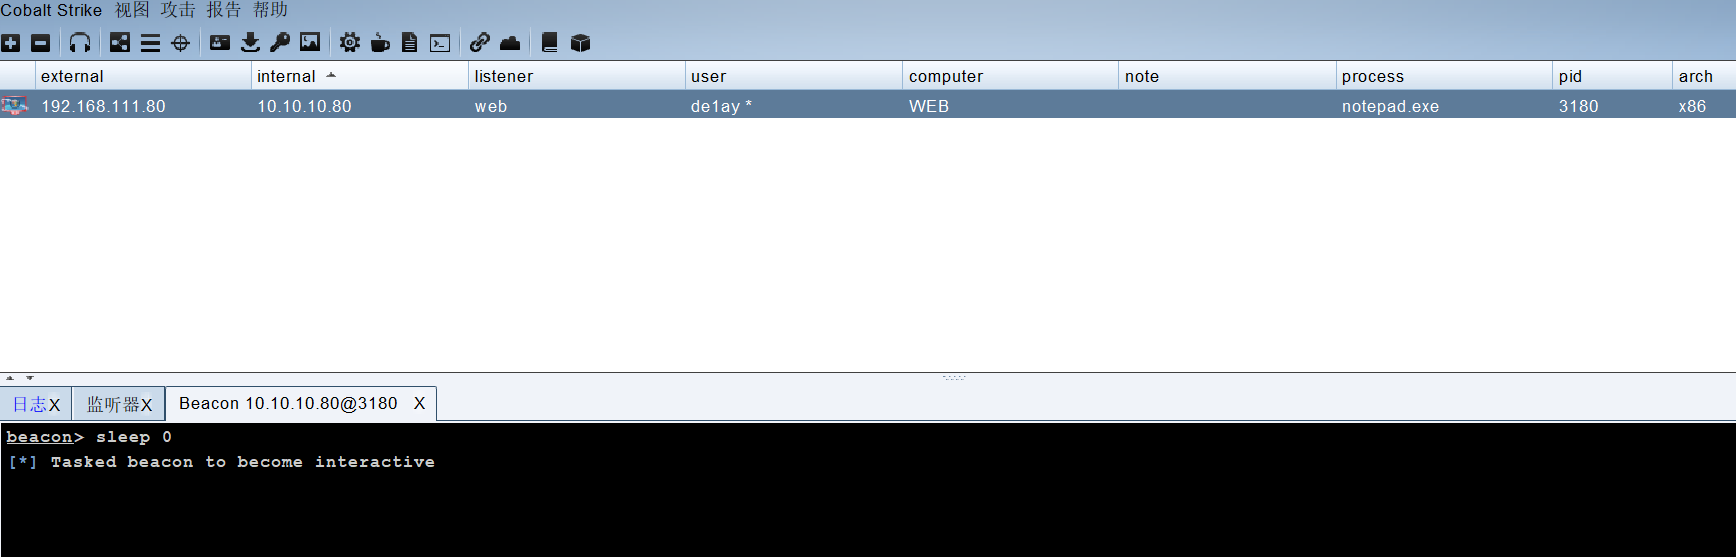 Cobalt Strike 视图 攻击 报告 帮助
external internal listener user computer note process pid arch
192.168.111.80 10.10.10.80 web de1ay * WEB notepad.exe 3180 x86
日志X 监听器X Beacon 10.10.10.80@3180 X
beacon> sleep 0
[*] Tasked beacon to become interactive